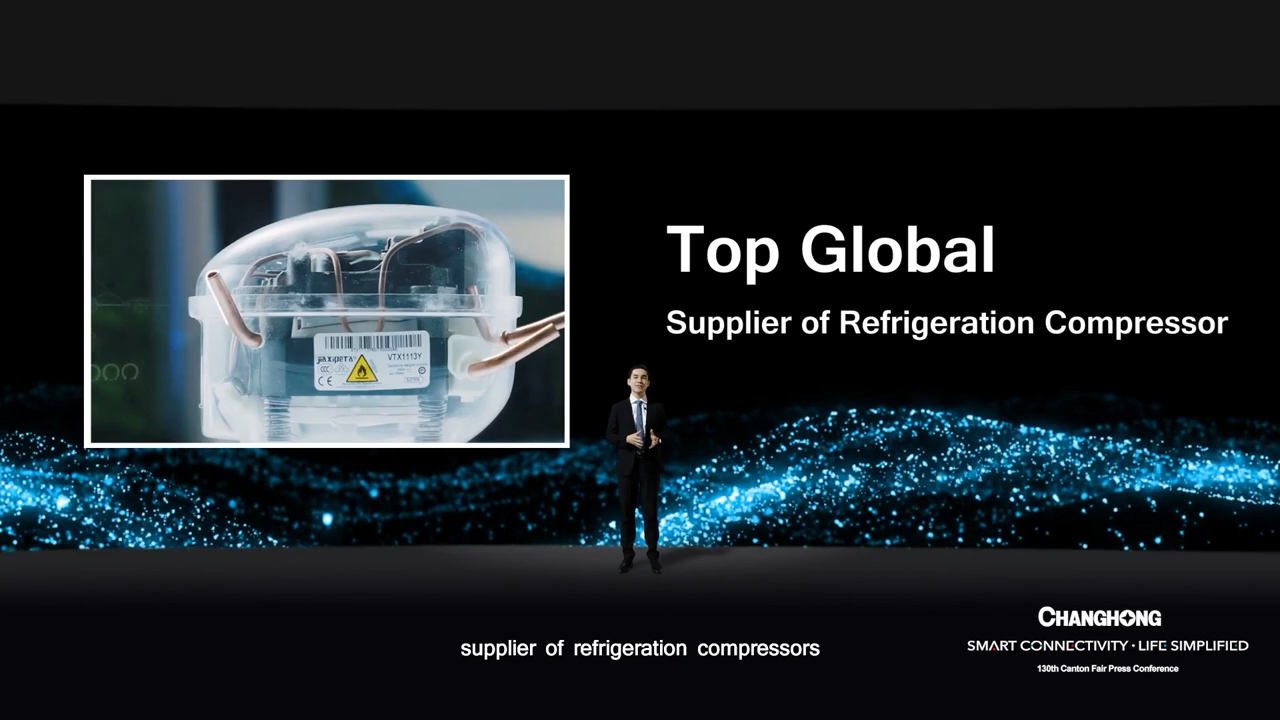 Top Global
Supplier of Refrigeration Compressor
jiaxipera
VTX1113Y
CE
supplier of refrigeration compressors
CHANGHONG
SMART CONNECTIVITY · LIFE SIMPLIFIED
130th Canton Fair Press Conference